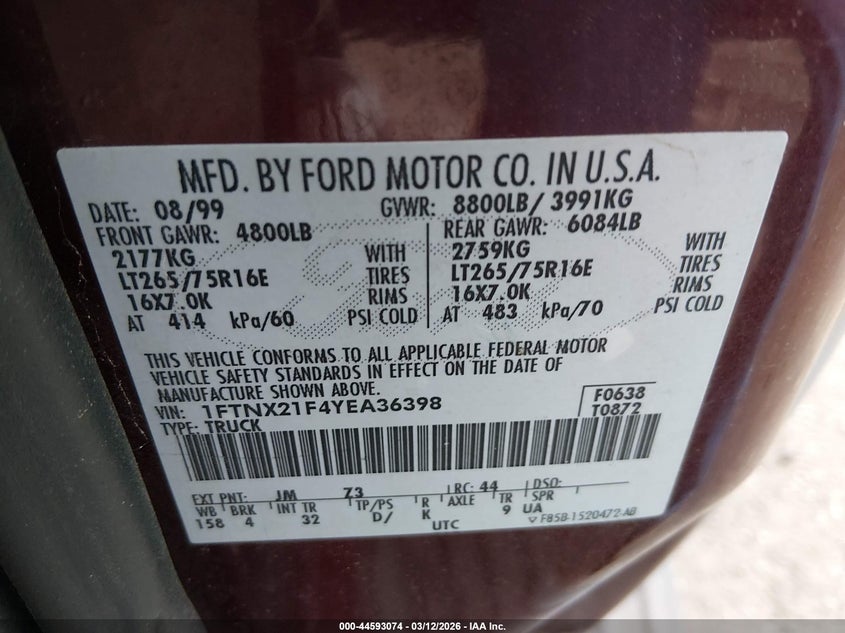 MFD. BY FORD MOTOR CO. IN U.S.A.
DATE: 08/99 GVWR: 8800LB/ 3991KG
FRONT GAWR: 4800LB REAR GAWR: 6084LB
2177KG WITH 2759KG WITH
LT265/75R16E TIRES LT265/75R16E TIRES
16X7.0K RIMS 16X7.0K RIMS
AT 414 kPa/60 PSI COLD AT 483 kPa/70 PSI COLD
THIS VEHICLE CONFORMS TO ALL APPLICABLE FEDERAL MOTOR
VEHICLE SAFETY STANDARDS IN EFFECT ON THE DATE OF
MANUFACTURE SHOWN ABOVE.
VIN: 1FTNX21F4YEA36398 F0638
TYPE: TRUCK T0872
EXT PNT: JM Z3 RC: 44 DSO:
WB BRK INT TR TP/PS R AXLE TR SPR
158 4 32 D/ K 9 UA
UTC F85B-1520472-AB
000-44593074 - 03/12/2026 - IAA Inc.